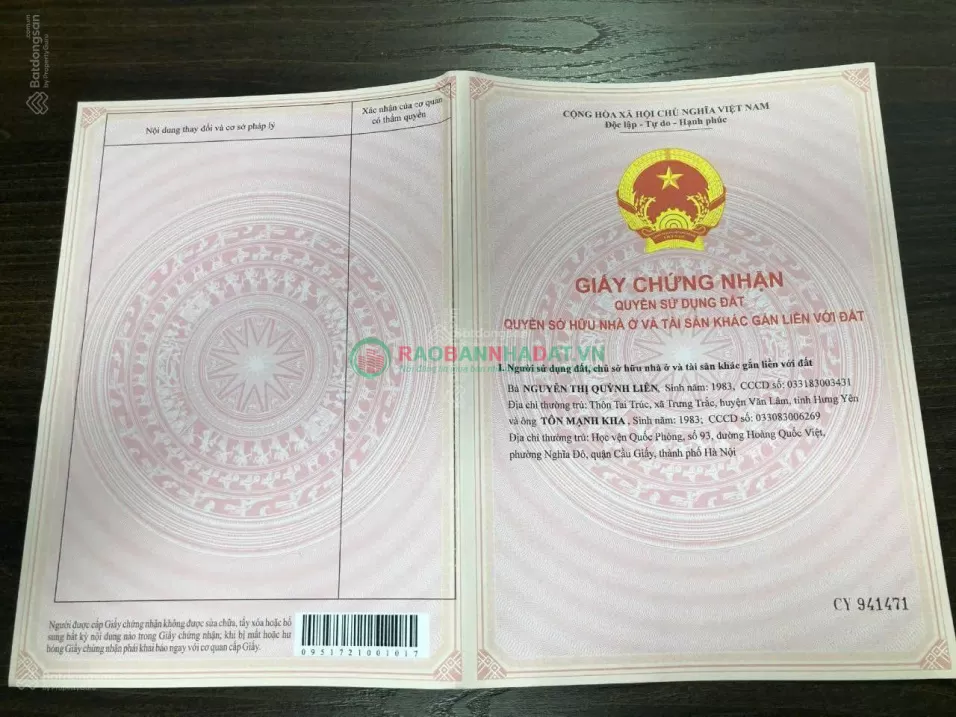 Batdongsan
.com.vn
by PropertyGuru
Nội dung thay đổi và cơ sở pháp lý
Xác nhận của cơ quan
có thẩm quyền
Người được cấp Giấy chứng nhận không được sửa chữa, tẩy xóa hoặc bổ
sung bất kỳ nội dung nào trong Giấy chứng nhận; khi bị mất hoặc hư
hỏng Giấy chứng nhận phải khai báo ngay với cơ quan cấp Giấy.
0951721001017
CỘNG HÒA XÃ HỘI CHỦ NGHĨA VIỆT NAM
Độc lập - Tự do - Hạnh phúc
GIẤY CHỨNG NHẬN
QUYỀN SỬ DỤNG ĐẤT
QUYỀN SỞ HỮU NHÀ Ở VÀ TÀI SẢN KHÁC GẮN LIỀN VỚI ĐẤT
RAOBANNHADAT.VN
I. Người sử dụng đất, chủ sở hữu nhà ở và tài sản khác gắn liền với đất
Bà NGUYỄN THỊ QUỲNH LIÊN, Sinh năm: 1983, CCCD số: 033183003431
Địa chỉ thường trú: Thôn Tai Trúc, xã Trưng Trắc, huyện Văn Lâm, tỉnh Hưng Yên
và ông TÔN MẠNH KHA, Sinh năm: 1983, CCCD số: 033083006269
Địa chỉ thường trú: Học vện Quốc Phòng, số 93, đường Hoàng Quốc Việt,
phường Nghĩa Đô, quận Cầu Giấy, thành phố Hà Nội
CY 941471